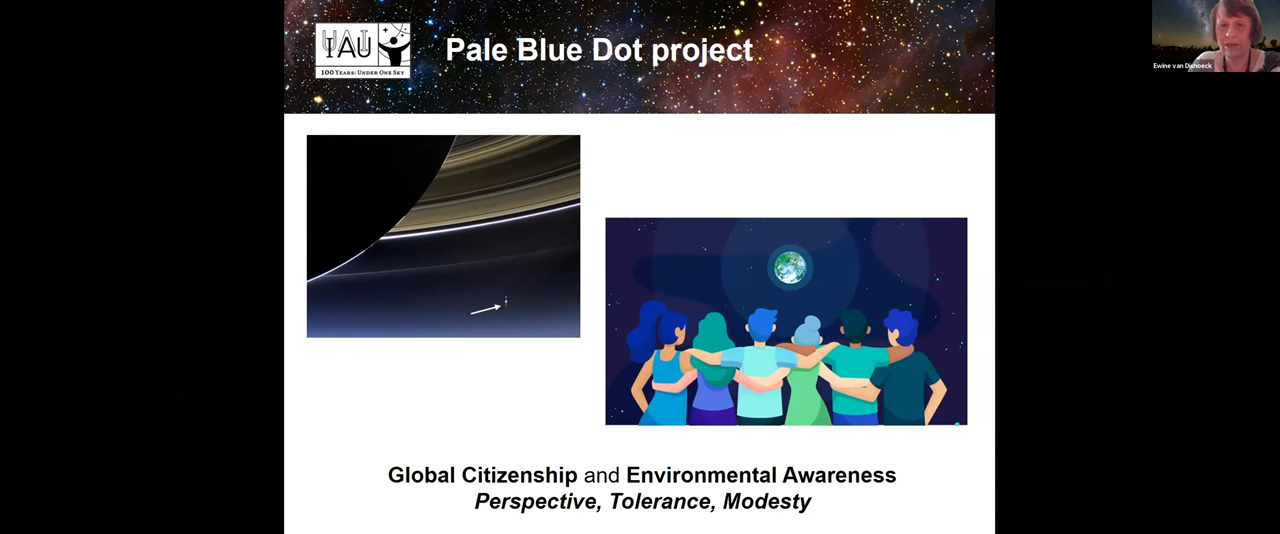 IAU
100 Years: Under One Sky
Pale Blue Dot project
Ewine van Dishoeck
Global Citizenship and Environmental Awareness
Perspective, Tolerance, Modesty